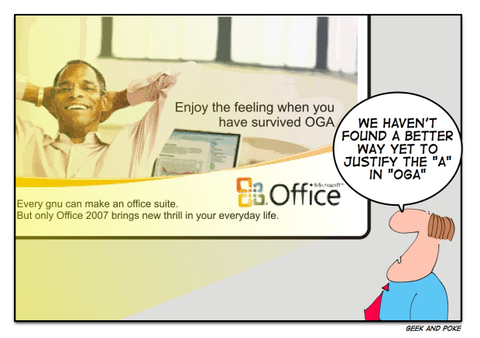 Enjoy the feeling when you
have survived OGA
WE HAVEN'T
FOUND A BETTER
WAY YET TO
JUSTIFY THE "A"
IN "OGA"
Microsoft
Office
Every gnu can make an office suite.
But only Office 2007 brings new thrill in your everyday life.
GEEK AND POKE